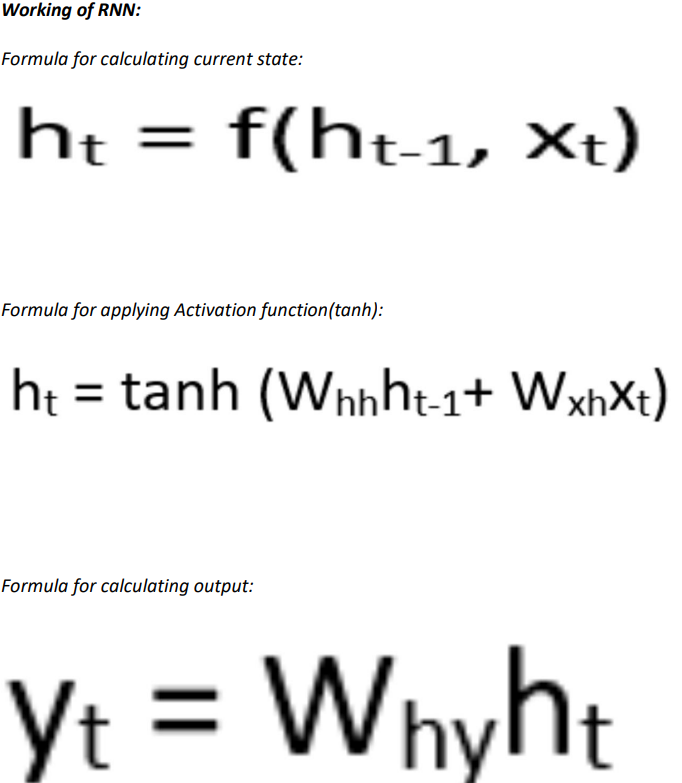 Working of RNN:
Formula for calculating current state:
hₜ = f(hₜ₋₁, xₜ)
Formula for applying Activation function(tanh):
hₜ = tanh (Wₕₕhₜ₋₁+ Wₓₕxₜ)
Formula for calculating output:
yₜ = Whyhₜ